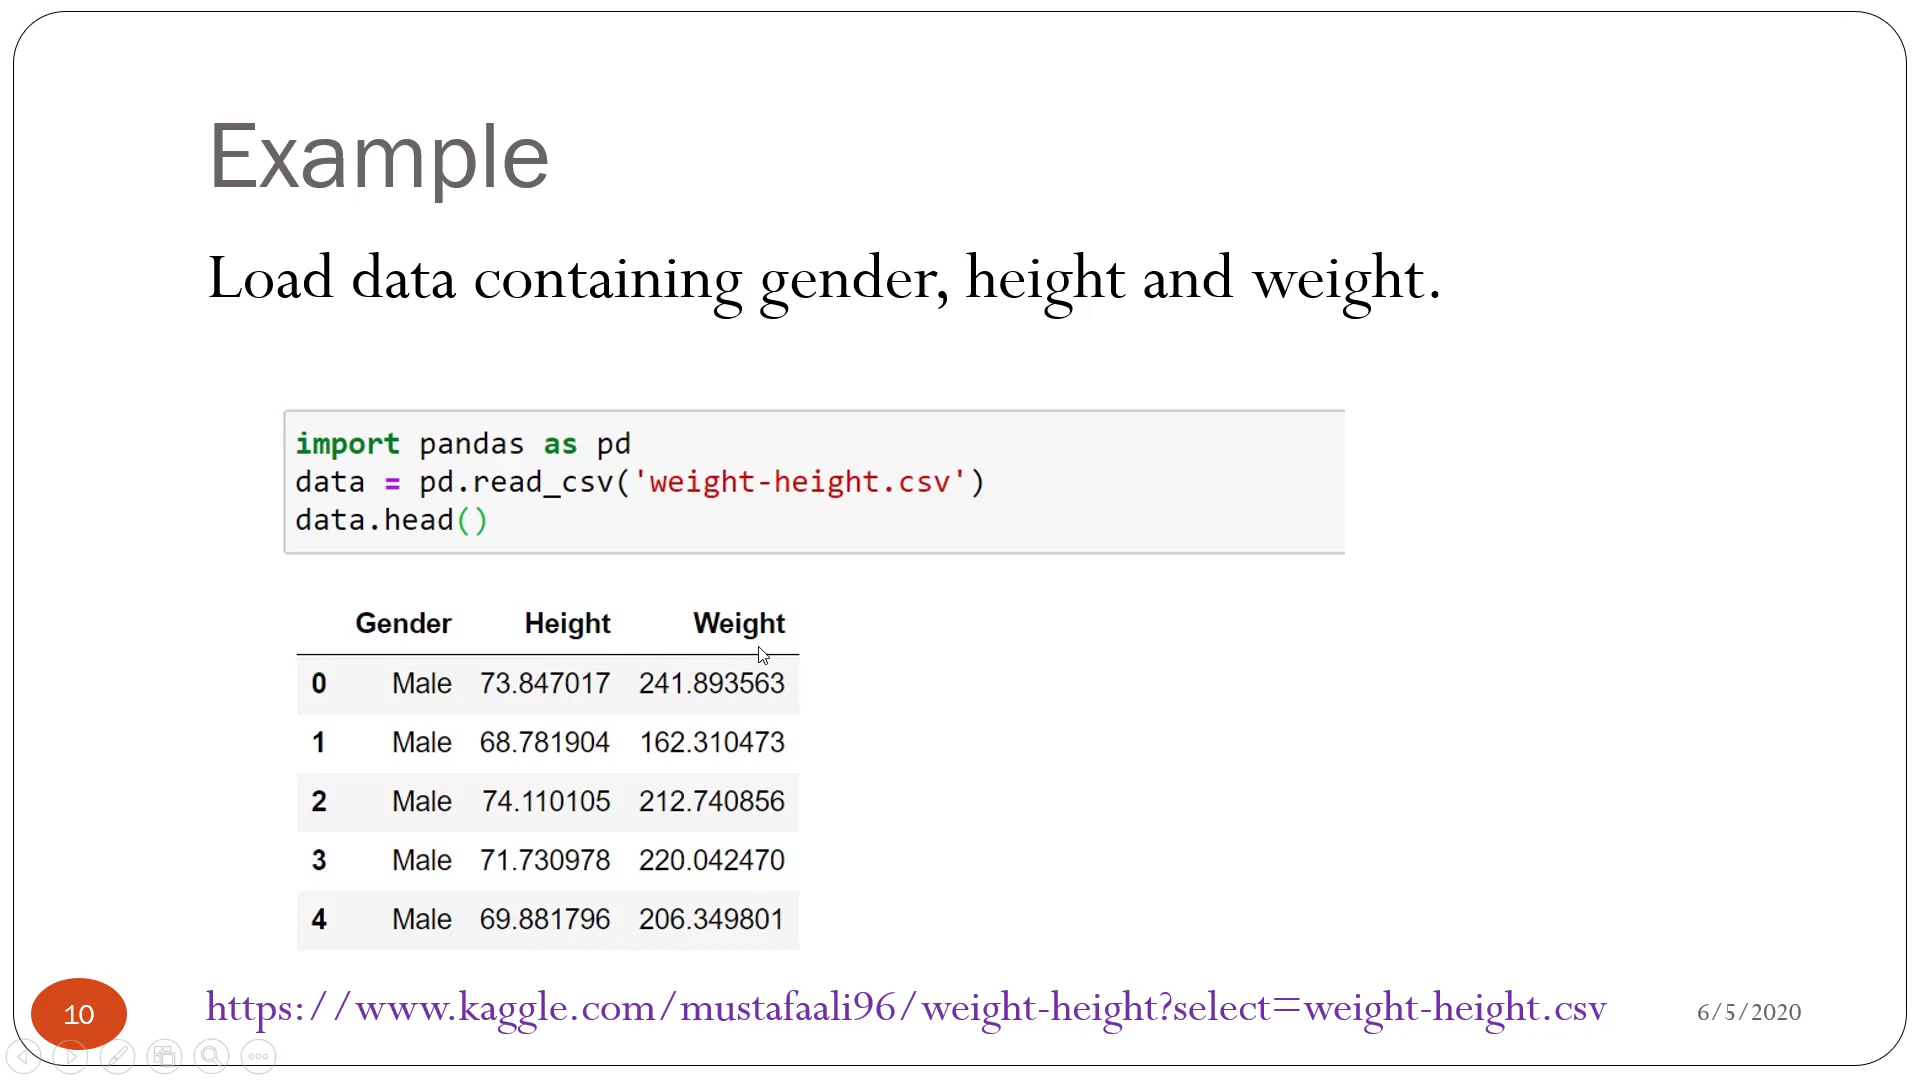 Example
Load data containing gender, height and weight.
import pandas as pd
data = pd.read_csv('weight-height.csv')
data.head()
Gender Height Weight
0 Male 73.847017 241.893563
1 Male 68.781904 162.310473
2 Male 74.110105 212.740856
3 Male 71.730978 220.042470
4 Male 69.881796 206.349801
10 https://www.kaggle.com/mustafaali96/weight-height?select=weight-height.csv 6/5/2020